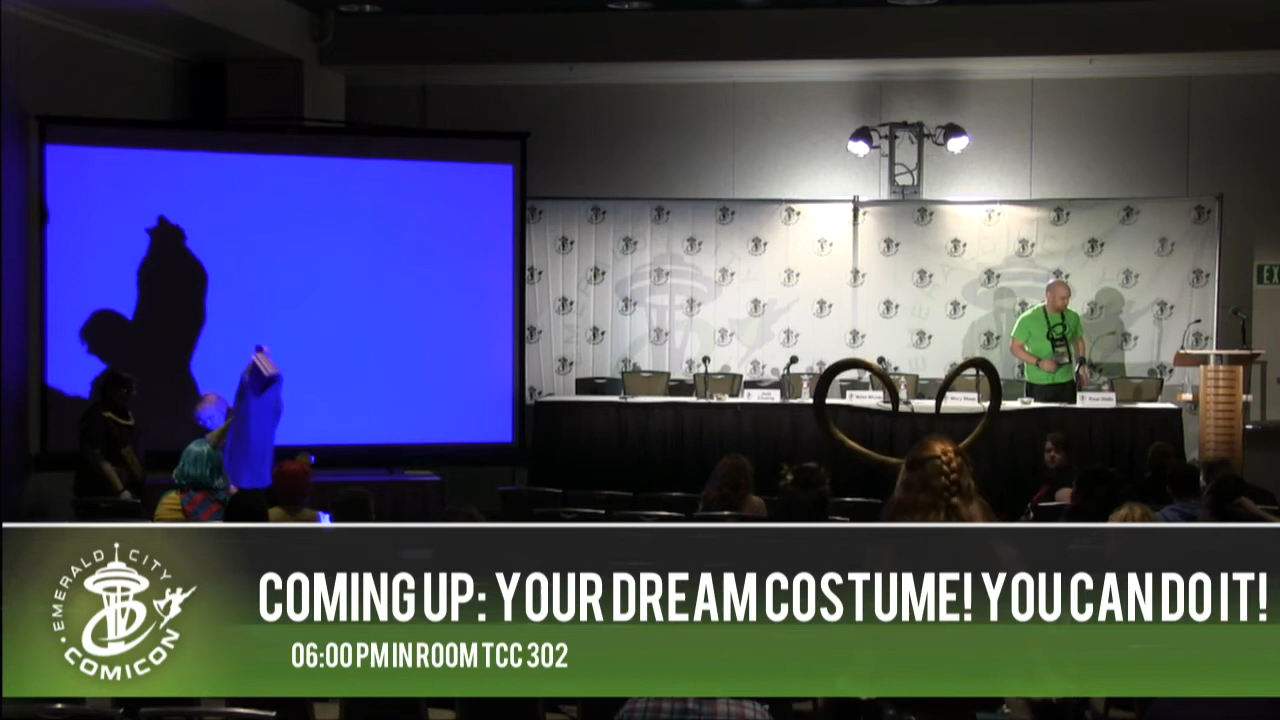 EX
EMERALD CITY
COMICON
COMING UP: YOUR DREAM COSTUME! YOU CAN DO IT!
06:00 PM IN ROOM TCC 302